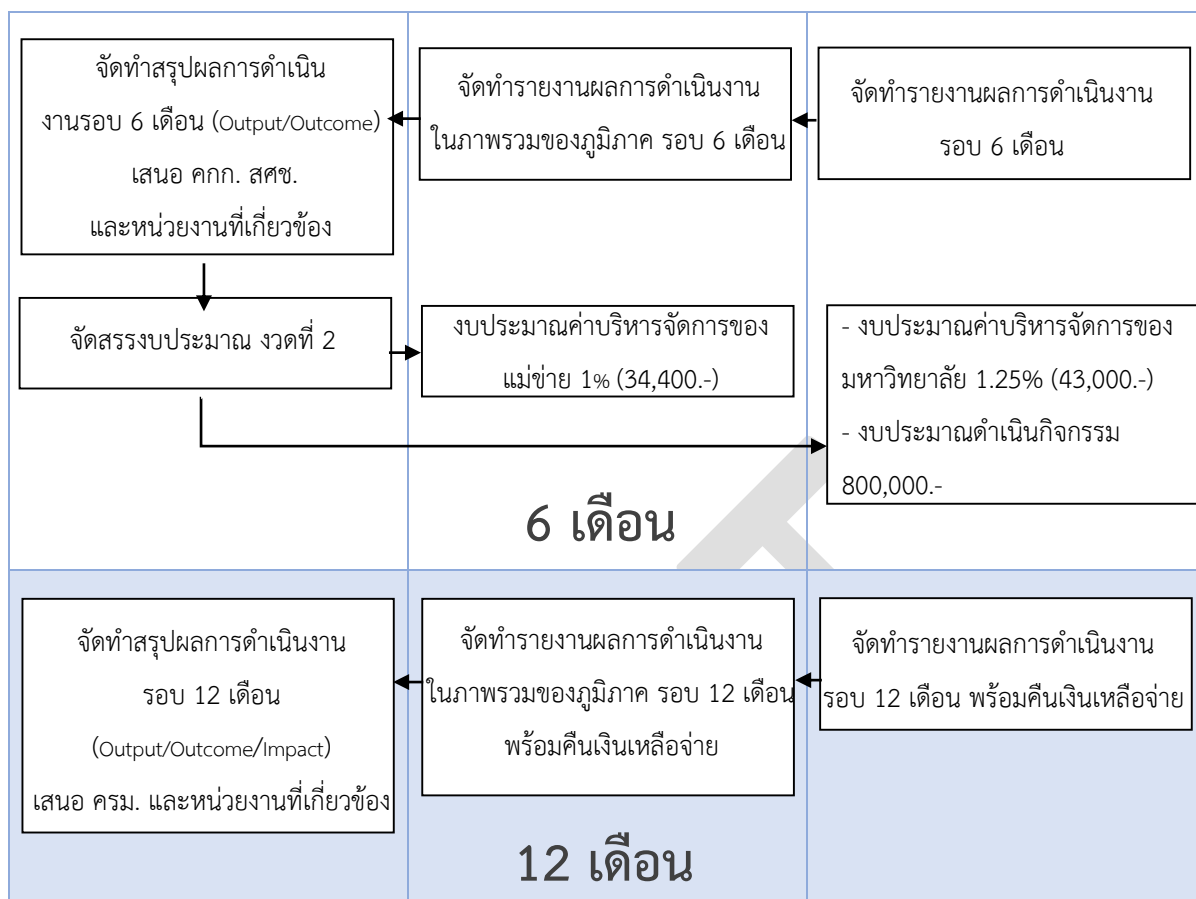 จัดทำสรุปผลการดำเนิน
งานรอบ 6 เดือน (Output/Outcome)
เสนอ คกก. สศช.
และหน่วยงานที่เกี่ยวข้อง
จัดทำรายงานผลการดำเนินงาน
ในภาพรวมของภูมิภาค รอบ 6 เดือน
จัดทำรายงานผลการดำเนินงาน
รอบ 6 เดือน
จัดสรรงบประมาณ งวดที่ 2
งบประมาณค่าบริหารจัดการของ
แม่ข่าย 1% (34,400.-)
- งบประมาณค่าบริหารจัดการของ
มหาวิทยาลัย 1.25% (43,000.-)
- งบประมาณดำเนินกิจกรรม
800,000.-
6 เดือน
จัดทำสรุปผลการดำเนินงาน
รอบ 12 เดือน
(Output/Outcome/Impact)
เสนอ ครม. และหน่วยงานที่เกี่ยวข้อง
จัดทำรายงานผลการดำเนินงาน
ในภาพรวมของภูมิภาค รอบ 12 เดือน
พร้อมคืนเงินเหลือจ่าย
จัดทำรายงานผลการดำเนินงาน
รอบ 12 เดือน พร้อมคืนเงินเหลือจ่าย
12 เดือน